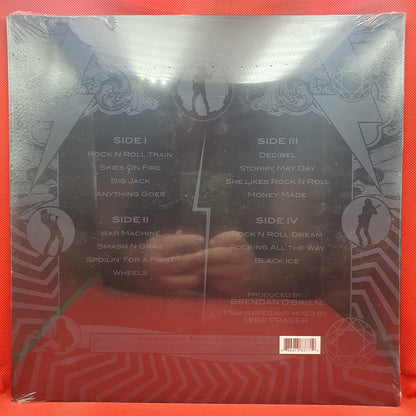 SIDE I
ROCK N ROLL TRAIN
SKIES ON FIRE
BIG JACK
ANYTHING GOES
SIDE II
WAR MACHINE
SMASH N GRAB
SPOILIN' FOR A FIGHT
WHEELS
SIDE III
DECIBEL
STORMY MAY DAY
SHE LIKES ROCK N ROLL
MONEY MADE
SIDE IV
ROCK N ROLL DREAM
ROCKING ALL THE WAY
BLACK ICE
PRODUCED BY
BRENDAN O'BRIEN
ENGINEERED AND MIXED BY
MIKE FRASER